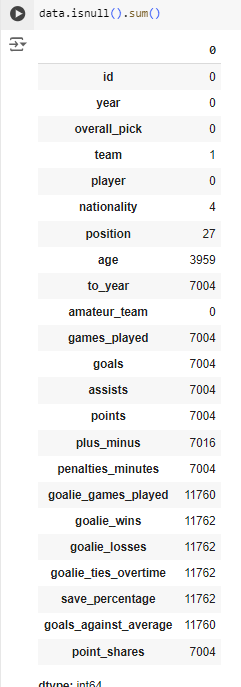 data.isnull().sum()
0
id 0
year 0
overall_pick 0
team 1
player 0
nationality 4
position 27
age 3959
to_year 7004
amateur_team 0
games_played 7004
goals 7004
assists 7004
points 7004
plus_minus 7016
penalties_minutes 7004
goalie_games_played 11760
goalie_wins 11762
goalie_losses 11762
goalie_ties_overtime 11762
save_percentage 11762
goals_against_average 11760
point_shares 7004
dtype: int64